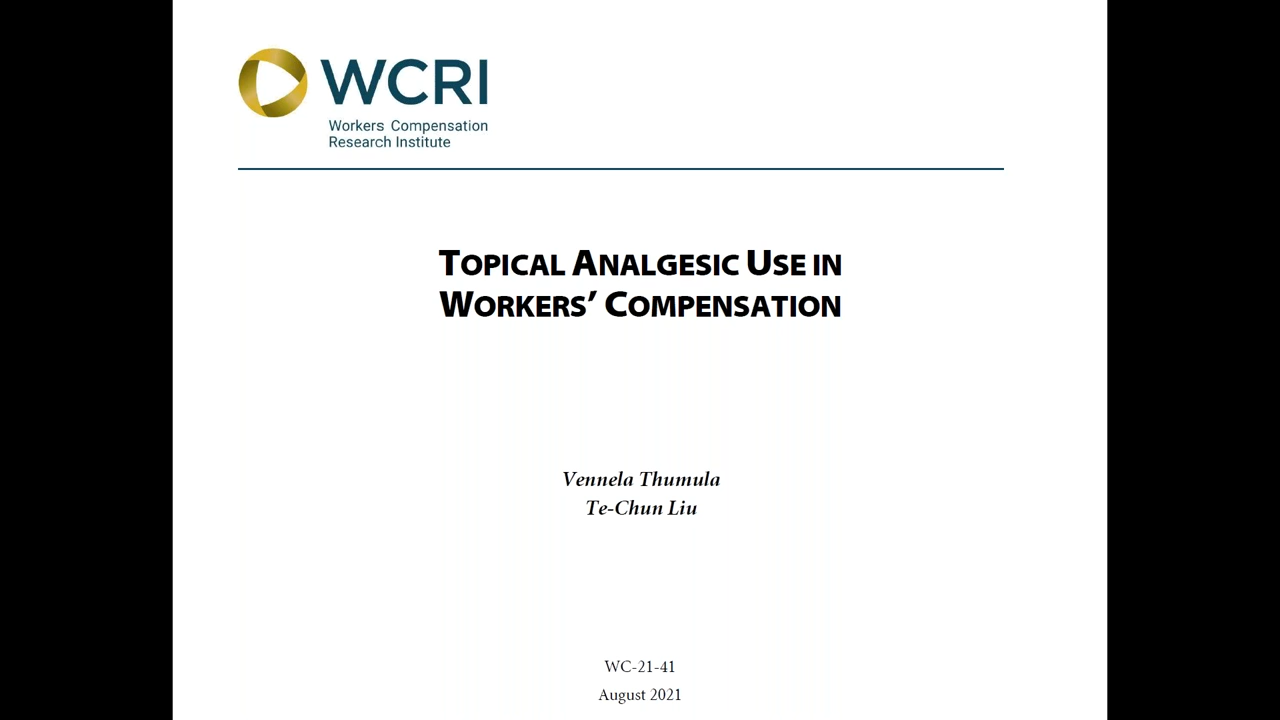 WCRI
Workers Compensation
Research Institute
TOPICAL ANALGESIC USE IN
WORKERS’ COMPENSATION
Vennela Thumula
Te-Chun Liu
WC-21-41
August 2021